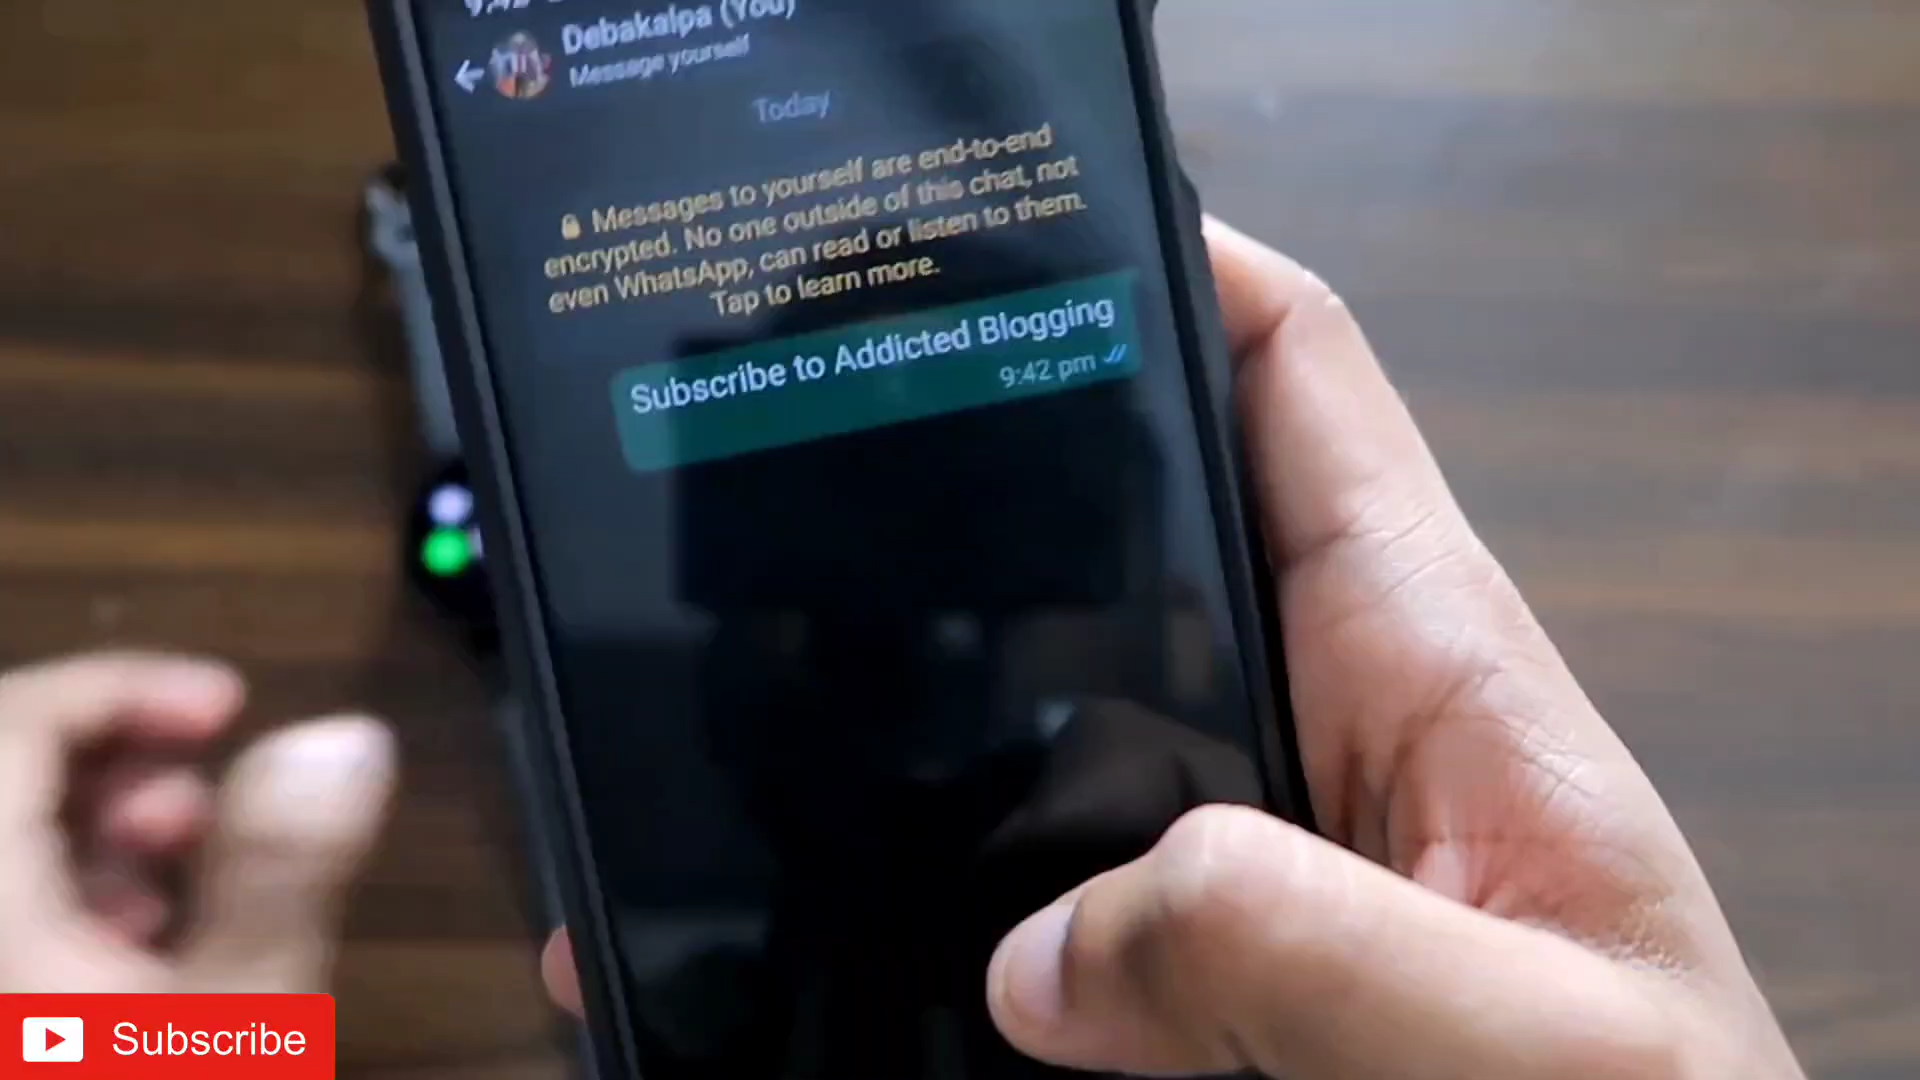 9:42
Debakalpa (You)
Message yourself
Today
Messages to yourself are end-to-end
encrypted. No one outside of this chat, not
even WhatsApp, can read or listen to them.
Tap to learn more.
Subscribe to Addicted Blogging
9:42 pm
Subscribe